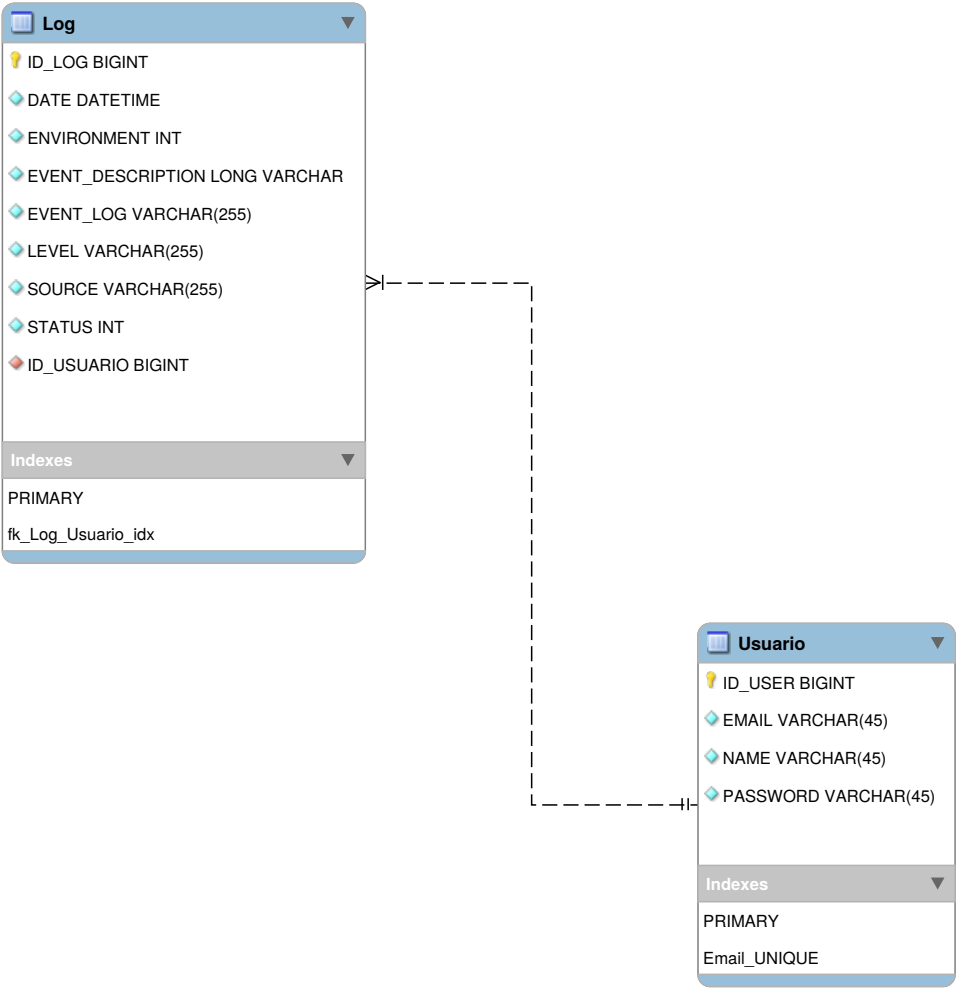 Log
ID_LOG BIGINT
DATE DATETIME
ENVIRONMENT INT
EVENT_DESCRIPTION LONG VARCHAR
EVENT_LOG VARCHAR(255)
LEVEL VARCHAR(255)
SOURCE VARCHAR(255)
STATUS INT
ID_USUARIO BIGINT
Indexes
PRIMARY
fk_Log_Usuario_idx
Usuario
ID_USER BIGINT
EMAIL VARCHAR(45)
NAME VARCHAR(45)
PASSWORD VARCHAR(45)
Indexes
PRIMARY
Email_UNIQUE